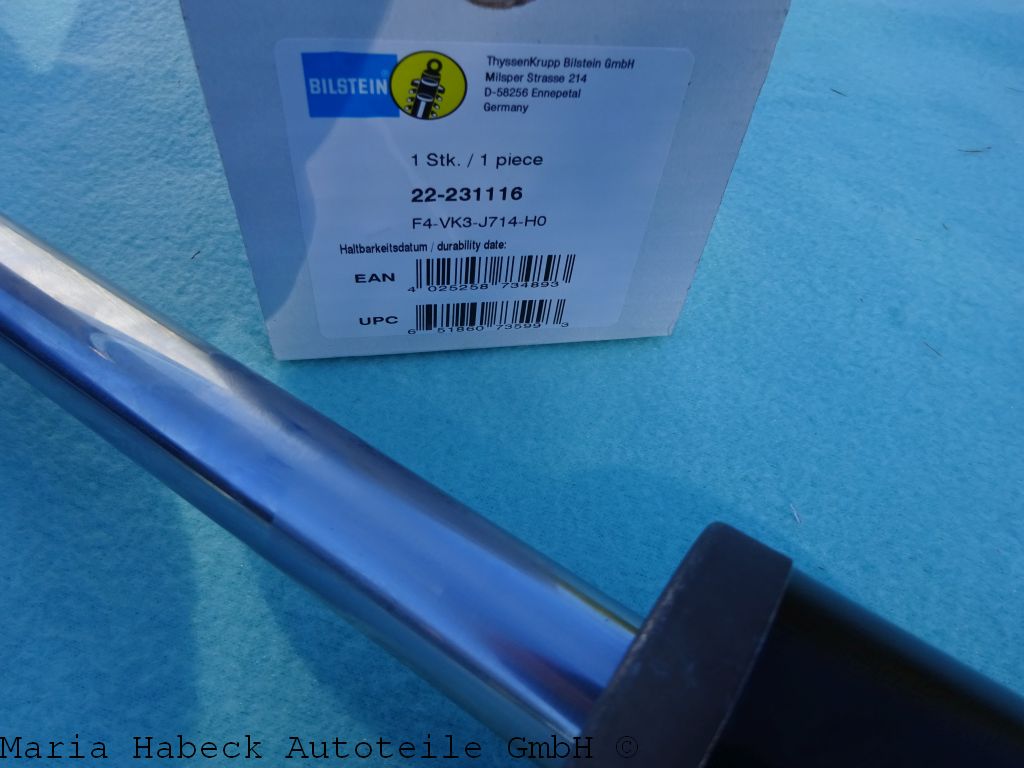 BILSTEIN
ThyssenKrupp Bilstein GmbH
Milsper Strasse 214
D-58256 Ennepetal
Germany
1 Stk. / 1 piece
22-231116
F4-VK3-J714-H0
Haltbarkeitsdatum / durability date:
EAN 4 025258 734893
UPC 6 51860 73599 3
Maria Habeck Autoteile GmbH ©